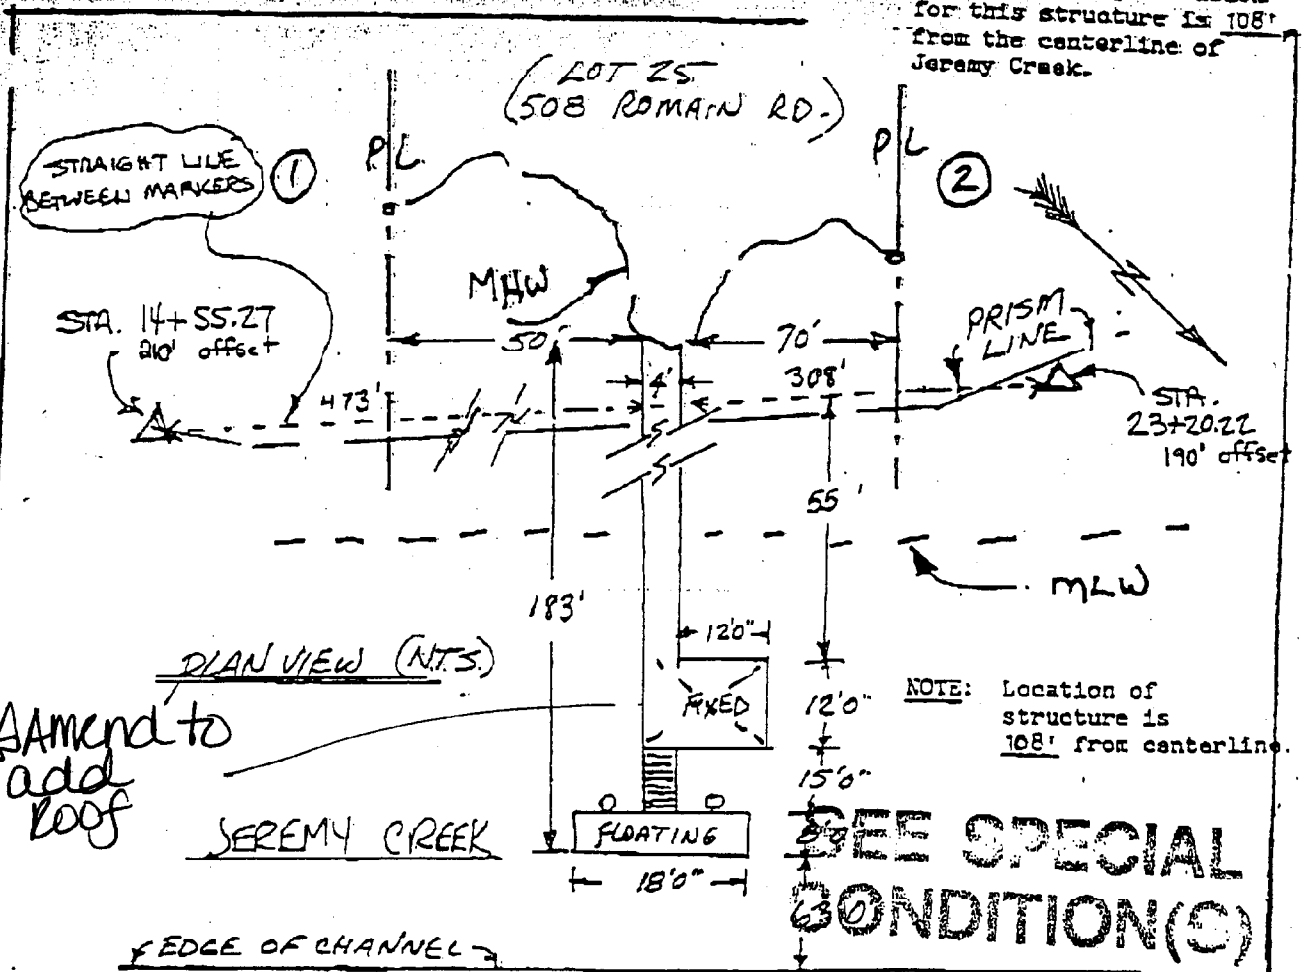 for this structure is 108'
from the centerline of
Jeremy Creek.
LOT 25
(508 ROMAIN RD.)
STRAIGHT LINE
BETWEEN MARKERS
1
P L
P L
2
MHW
STA. 14+55.27
210' offset
50'
70'
PRISM
LINE
473'
4'
308'
STA.
23+20.22
190' offset
55'
MLW
183'
12'0"
PLAN VIEW (N.T.S.)
FIXED
12'0"
NOTE: Location of
structure is
108' from centerline.
Amend to
add
Roof
15'0"
JEREMY CREEK
FLOATING
8'0"
SEE SPECIAL
CONDITION(S)
18'0"
EDGE OF CHANNEL